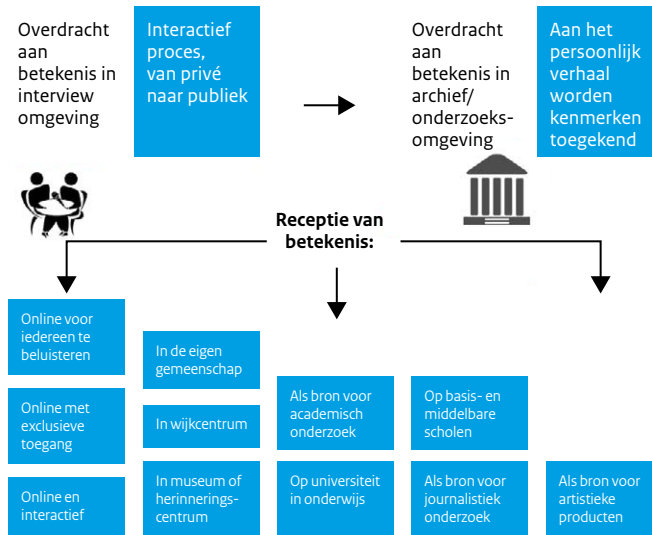 Overdracht
aan
betekenis in
interview
omgeving
Interactief
proces,
van privé
naar publiek
Overdracht
aan
betekenis in
archief/
onderzoeks-
omgeving
Aan het
persoonlijk
verhaal
worden
kenmerken
toegekend
Receptie van
betekenis:
Online voor
iedereen te
beluisteren
Online met
exclusieve
toegang
Online en
interactief
In de eigen
gemeenschap
In wijkcentrum
In museum of
herinnerings-
centrum
Als bron voor
academisch
onderzoek
Op universiteit
in onderwijs
Op basis- en
middelbare
scholen
Als bron voor
journalistiek
onderzoek
Als bron voor
artistieke
producten